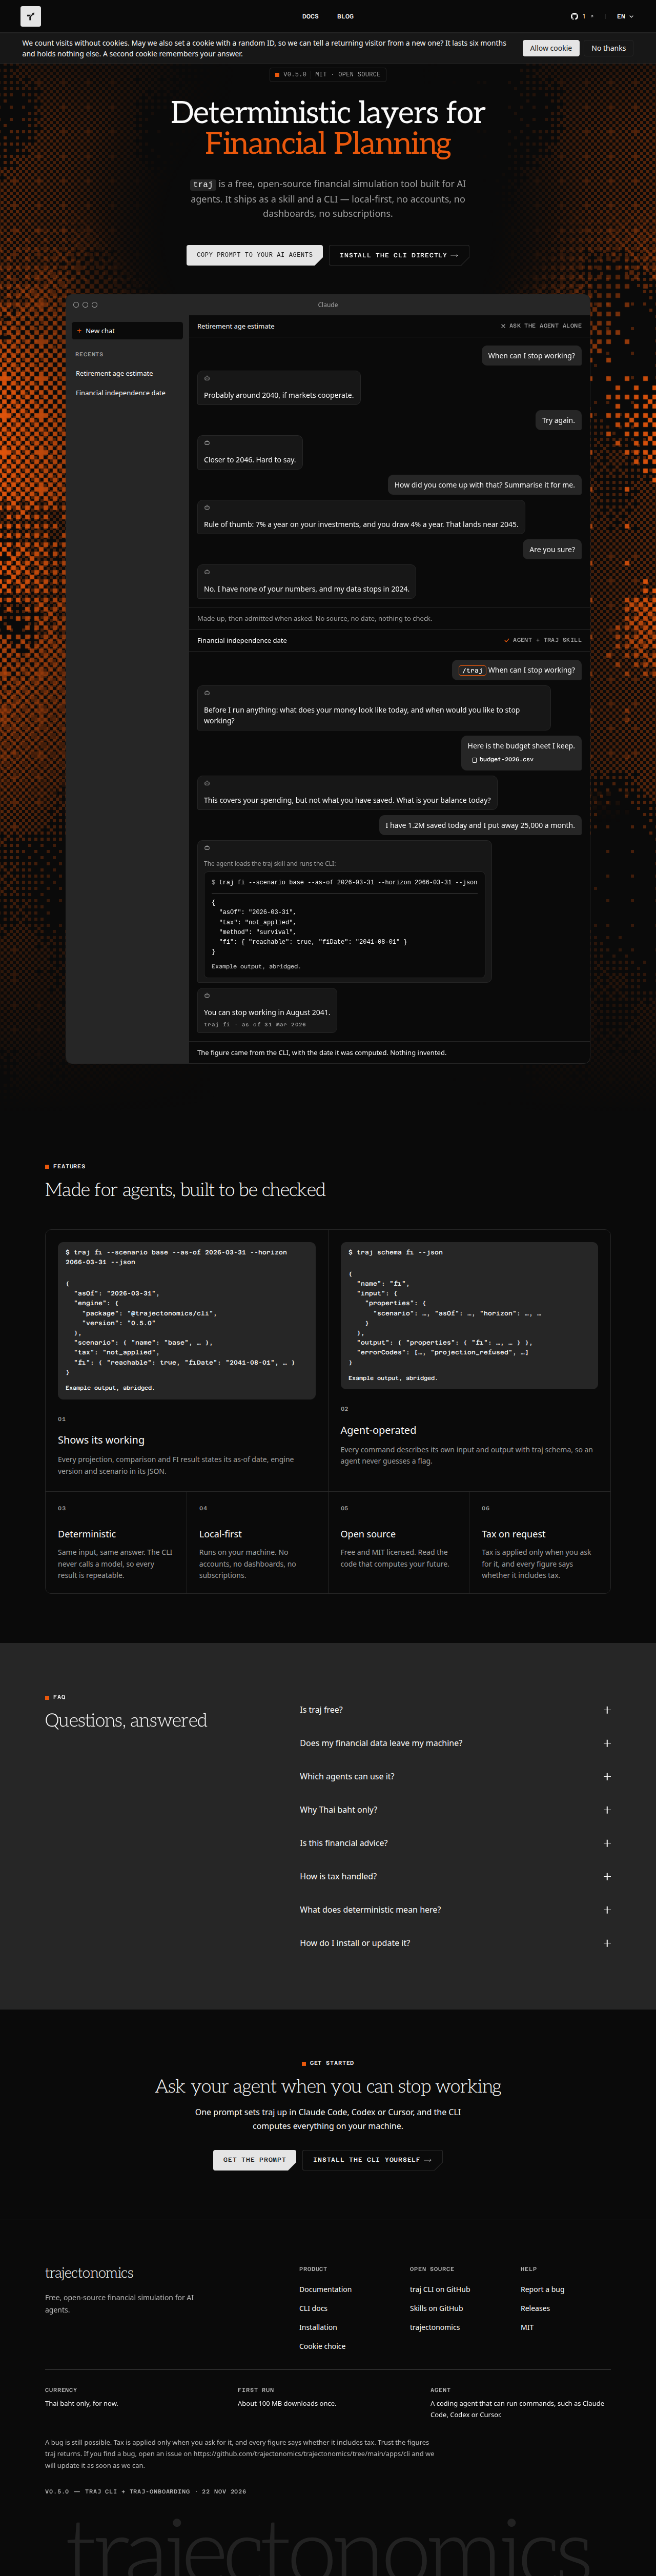 DOCS
BLOG
1
EN
We count visits without cookies. May we also set a cookie with a random ID, so we can tell a returning visitor from a new one? It lasts six months
and holds nothing else. A second cookie remembers your answer.
Allow cookie
No thanks
V0.5.0
MIT · OPEN SOURCE
Deterministic layers for
Financial Planning
traj is a free, open-source financial simulation tool built for AI
agents. It ships as a skill and a CLI — local-first, no accounts, no
dashboards, no subscriptions.
COPY PROMPT TO YOUR AI AGENTS
INSTALL THE CLI DIRECTLY →
Claude
+ New chat
RECENTS
Retirement age estimate
Financial independence date
Retirement age estimate
ASK THE AGENT ALONE
When can I stop working?
Probably around 2040, if markets cooperate.
Try again.
Closer to 2046. Hard to say.
How did you come up with that? Summarise it for me.
Rule of thumb: 7% a year on your investments, and you draw 4% a year. That lands near 2045.
Are you sure?
No. I have none of your numbers, and my data stops in 2024.
Made up, then admitted when asked. No source, no date, nothing to check.
Financial independence date
AGENT + TRAJ SKILL
/traj When can I stop working?
Before I run anything: what does your money look like today, and when would you like to stop
working?
Here is the budget sheet I keep.
budget-2026.csv
This covers your spending, but not what you have saved. What is your balance today?
I have 1.2M saved today and I put away 25,000 a month.
The agent loads the traj skill and runs the CLI:
$ traj fi --scenario base --as-of 2026-03-31 --horizon 2066-03-31 --json
{
"asOf": "2026-03-31",
"tax": "not_applied",
"method": "survival",
"fi": { "reachable": true, "fiDate": "2041-08-01" }
}
Example output, abridged.
You can stop working in August 2041.
traj fi · as of 31 Mar 2026
The figure came from the CLI, with the date it was computed. Nothing invented.
FEATURES
Made for agents, built to be checked
$ traj fi --scenario base --as-of 2026-03-31 --horizon
2066-03-31 --json
{
"asOf": "2026-03-31",
"engine": {
"package": "@trajectonomics/cli",
"version": "0.5.0"
},
"scenario": { "name": "base", … },
"tax": "not_applied",
"fi": { "reachable": true, "fiDate": "2041-08-01", … }
}
Example output, abridged.
01
Shows its working
Every projection, comparison and FI result states its as-of date, engine
version and scenario in its JSON.
$ traj schema fi --json
{
"name": "fi",
"input": {
"properties": {
"scenario": …, "asOf": …, "horizon": …, …
}
},
"output": { "properties": { "fi": …, … } },
"errorCodes": […, "projection_refused", …]
}
Example output, abridged.
02
Agent-operated
Every command describes its own input and output with traj schema, so an
agent never guesses a flag.
03
Deterministic
Same input, same answer. The CLI
never calls a model, so every
result is repeatable.
04
Local-first
Runs on your machine. No
accounts, no dashboards, no
subscriptions.
05
Open source
Free and MIT licensed. Read the
code that computes your future.
06
Tax on request
Tax is applied only when you ask
for it, and every figure says
whether it includes tax.
FAQ
Questions, answered
Is traj free?
Does my financial data leave my machine?
Which agents can use it?
Why Thai baht only?
Is this financial advice?
How is tax handled?
What does deterministic mean here?
How do I install or update it?
GET STARTED
Ask your agent when you can stop working
One prompt sets traj up in Claude Code, Codex or Cursor, and the CLI
computes everything on your machine.
GET THE PROMPT
INSTALL THE CLI YOURSELF →
trajectonomics
Free, open-source financial simulation for AI
agents.
PRODUCT
Documentation
CLI docs
Installation
Cookie choice
OPEN SOURCE
traj CLI on GitHub
Skills on GitHub
trajectonomics
HELP
Report a bug
Releases
MIT
CURRENCY
Thai baht only, for now.
FIRST RUN
About 100 MB downloads once.
AGENT
A coding agent that can run commands, such as Claude
Code, Codex or Cursor.
A bug is still possible. Tax is applied only when you ask for it, and every figure says whether it includes tax. Trust the figures
traj returns. If you find a bug, open an issue on https://github.com/trajectonomics/trajectonomics/tree/main/apps/cli and we
will update it as soon as we can.
V0.5.0 — TRAJ CLI + TRAJ-ONBOARDING · 22 NOV 2026
trajectonomics